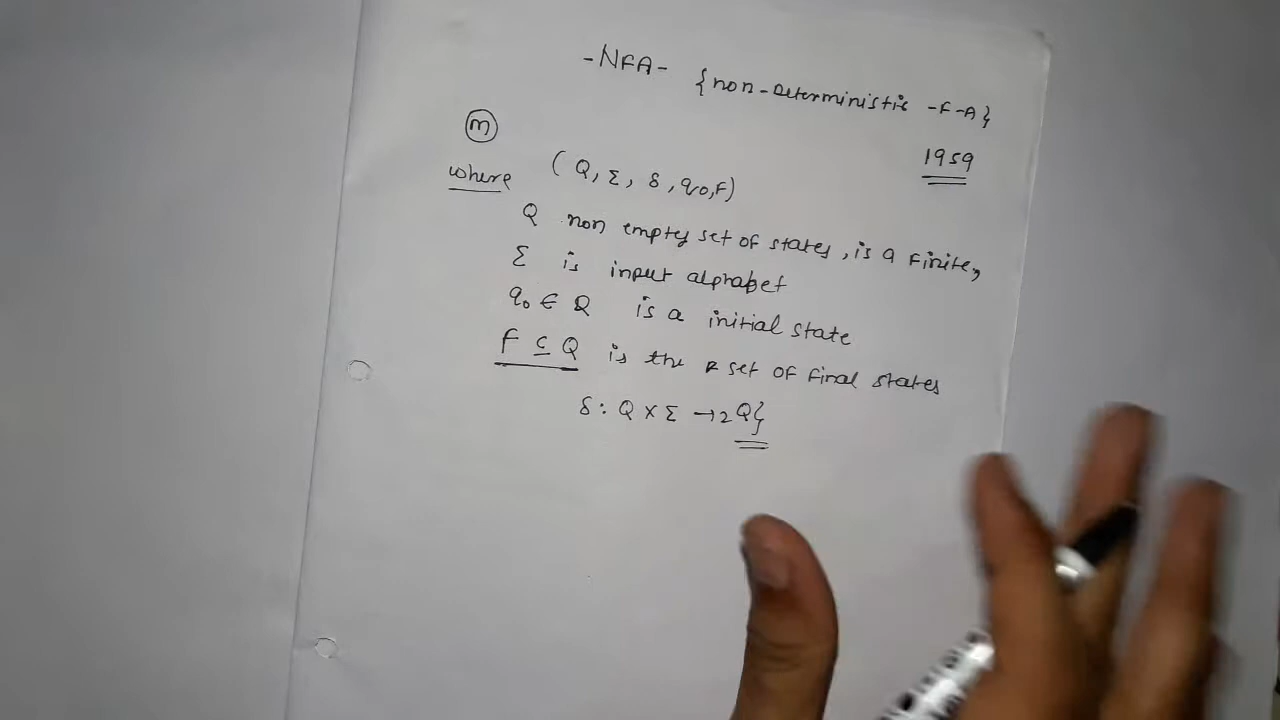 -NFA- {non-Deterministic -F-A}
1959
M
where (Q, Σ, δ, q0, F)
Q non empty set of states, is a finite,
Σ is input alphabet
q0 ∈ Q is a initial state
F ⊆ Q is the set of final states
δ: Q × Σ → 2Q}